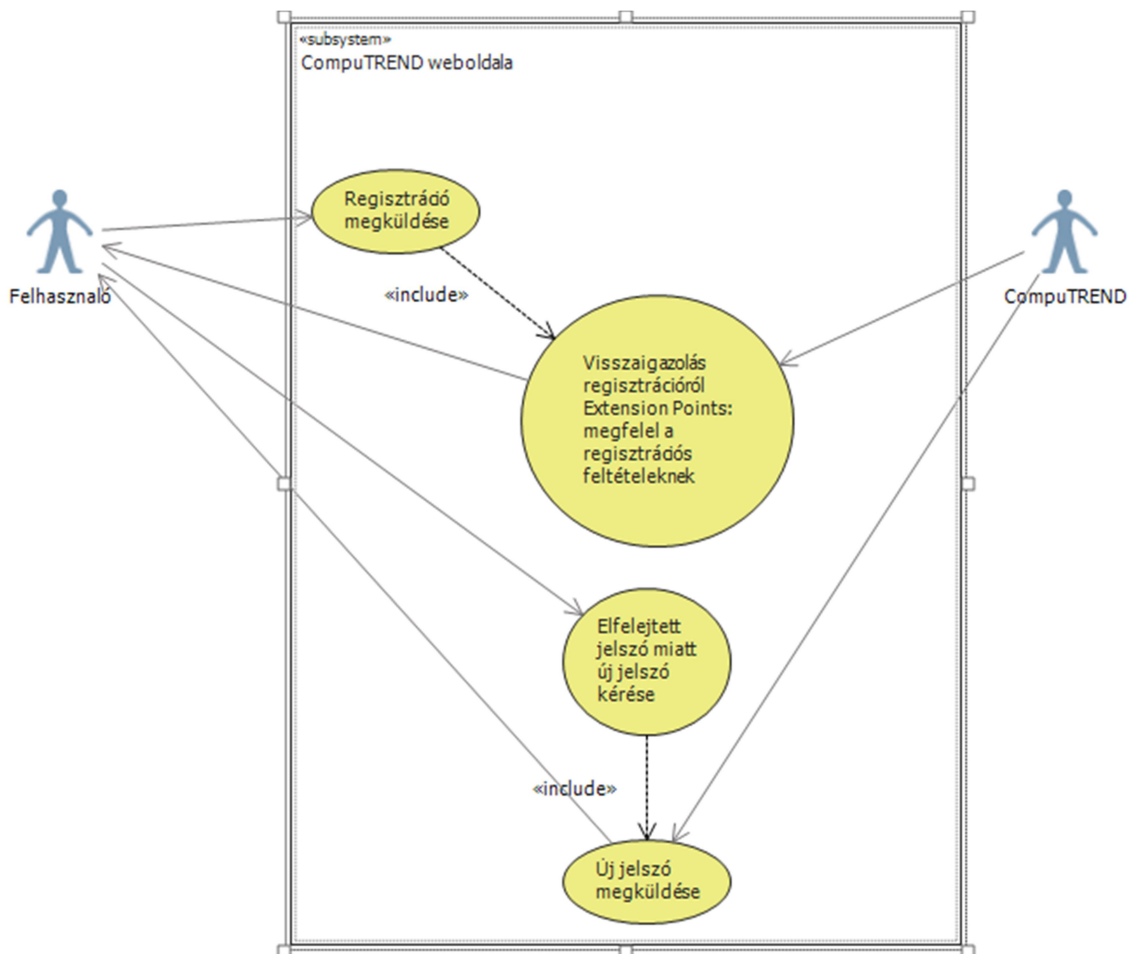 «subsystem»
CompuTREND weboldala
Regisztráció
megküldése
Felhasznaló
«include»
CompuTREND
Visszaigazolás
regisztrációról
Extension Points:
megfelel a
regisztrációs
feltételeknek
Elfelejtett
jelszó miatt
új jelszó
kérése
«include»
Új jelszó
megküldése